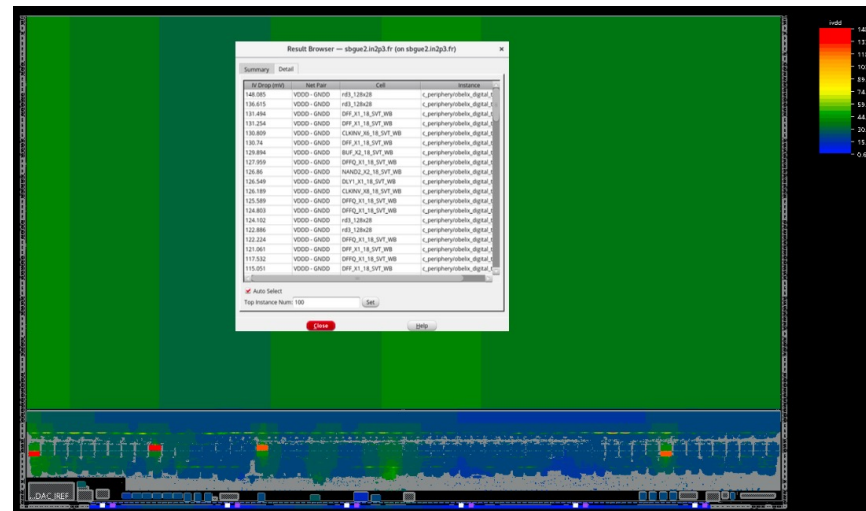 Result Browser — sbgue2.in2p3.fr (on sbgue2.in2p3.fr) ×
Summary Detail
IV Drop (mV) Net Pair Cell Instance
148.085 VDDD - GNDD rd3_128x28 c_periphery/obelix_digital_t
136.615 VDDD - GNDD rd3_128x28 c_periphery/obelix_digital_t
131.494 VDDD - GNDD DFF_X1_18_SVT_WB c_periphery/obelix_digital_t
131.254 VDDD - GNDD DFF_X1_18_SVT_WB c_periphery/obelix_digital_t
130.809 VDDD - GNDD CLKINV_X6_18_SVT_WB c_periphery/obelix_digital_t
130.74 VDDD - GNDD DFF_X1_18_SVT_WB c_periphery/obelix_digital_t
129.894 VDDD - GNDD BUF_X2_18_SVT_WB c_periphery/obelix_digital_t
127.959 VDDD - GNDD DFFQ_X1_18_SVT_WB c_periphery/obelix_digital_t
126.86 VDDD - GNDD NAND2_X2_18_SVT_WB c_periphery/obelix_digital_t
126.549 VDDD - GNDD DLY1_X1_18_SVT_WB c_periphery/obelix_digital_t
126.189 VDDD - GNDD CLKINV_X8_18_SVT_WB c_periphery/obelix_digital_t
125.589 VDDD - GNDD DFFQ_X1_18_SVT_WB c_periphery/obelix_digital_t
124.803 VDDD - GNDD DFFQ_X1_18_SVT_WB c_periphery/obelix_digital_t
124.102 VDDD - GNDD rd3_128x28 c_periphery/obelix_digital_t
122.886 VDDD - GNDD rd3_128x28 c_periphery/obelix_digital_t
122.224 VDDD - GNDD DFFQ_X1_18_SVT_WB c_periphery/obelix_digital_t
121.061 VDDD - GNDD DFF_X1_18_SVT_WB c_periphery/obelix_digital_t
117.532 VDDD - GNDD DFFQ_X1_18_SVT_WB c_periphery/obelix_digital_t
115.051 VDDD - GNDD DFF_X1_18_SVT_WB c_periphery/obelix_digital_t
Auto Select
Top Instance Num: 100 Set
Close Help
ivdd
148
74
59
44
15
0.6
..DAC_IREF